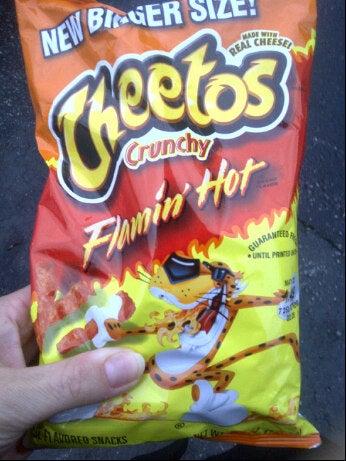 NEW BIGGER SIZE!
MADE WITH
REAL CHEESE!
Cheetos
Crunchy
Flamin' Hot
GUARANTEED
• UNTIL PRINTED
FLAVORED SNACKS